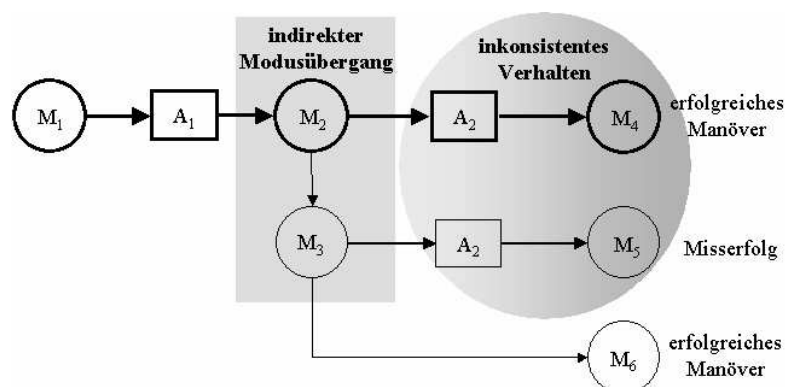 indirekter
Modusübergang
inkonsistentes
Verhalten
M1
A1
M2
A2
M4
erfolgreiches
Manöver
M3
A2
M5
Misserfolg
M6
erfolgreiches
Manöver